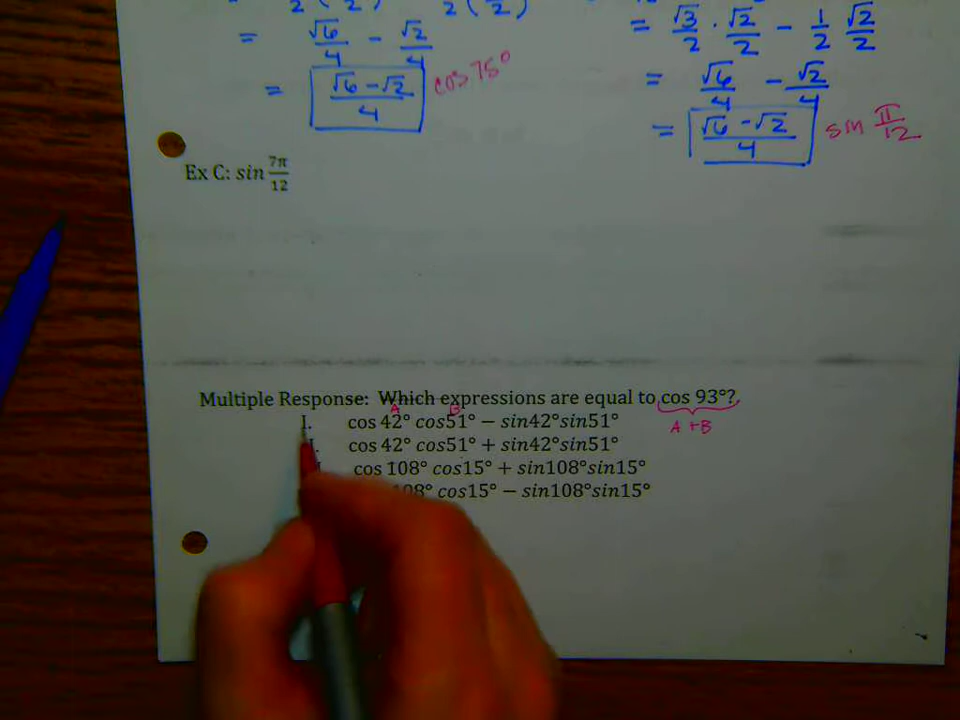 = √6/4 - √2/4
= √6 - √2/4 cos 75°
= √3/2 · √2/2 - 1/2 √2/2
= √6/4 - √2/4
= √6 - √2/4 sin π/12
Ex C: sin 7π/12
Multiple Response: Which expressions are equal to cos 93°?
A B
A + B
I. cos 42° cos51° − sin42°sin51°
I. cos 42° cos51° + sin42°sin51°
cos 108° cos15° + sin108°sin15°
108° cos15° − sin108°sin15°